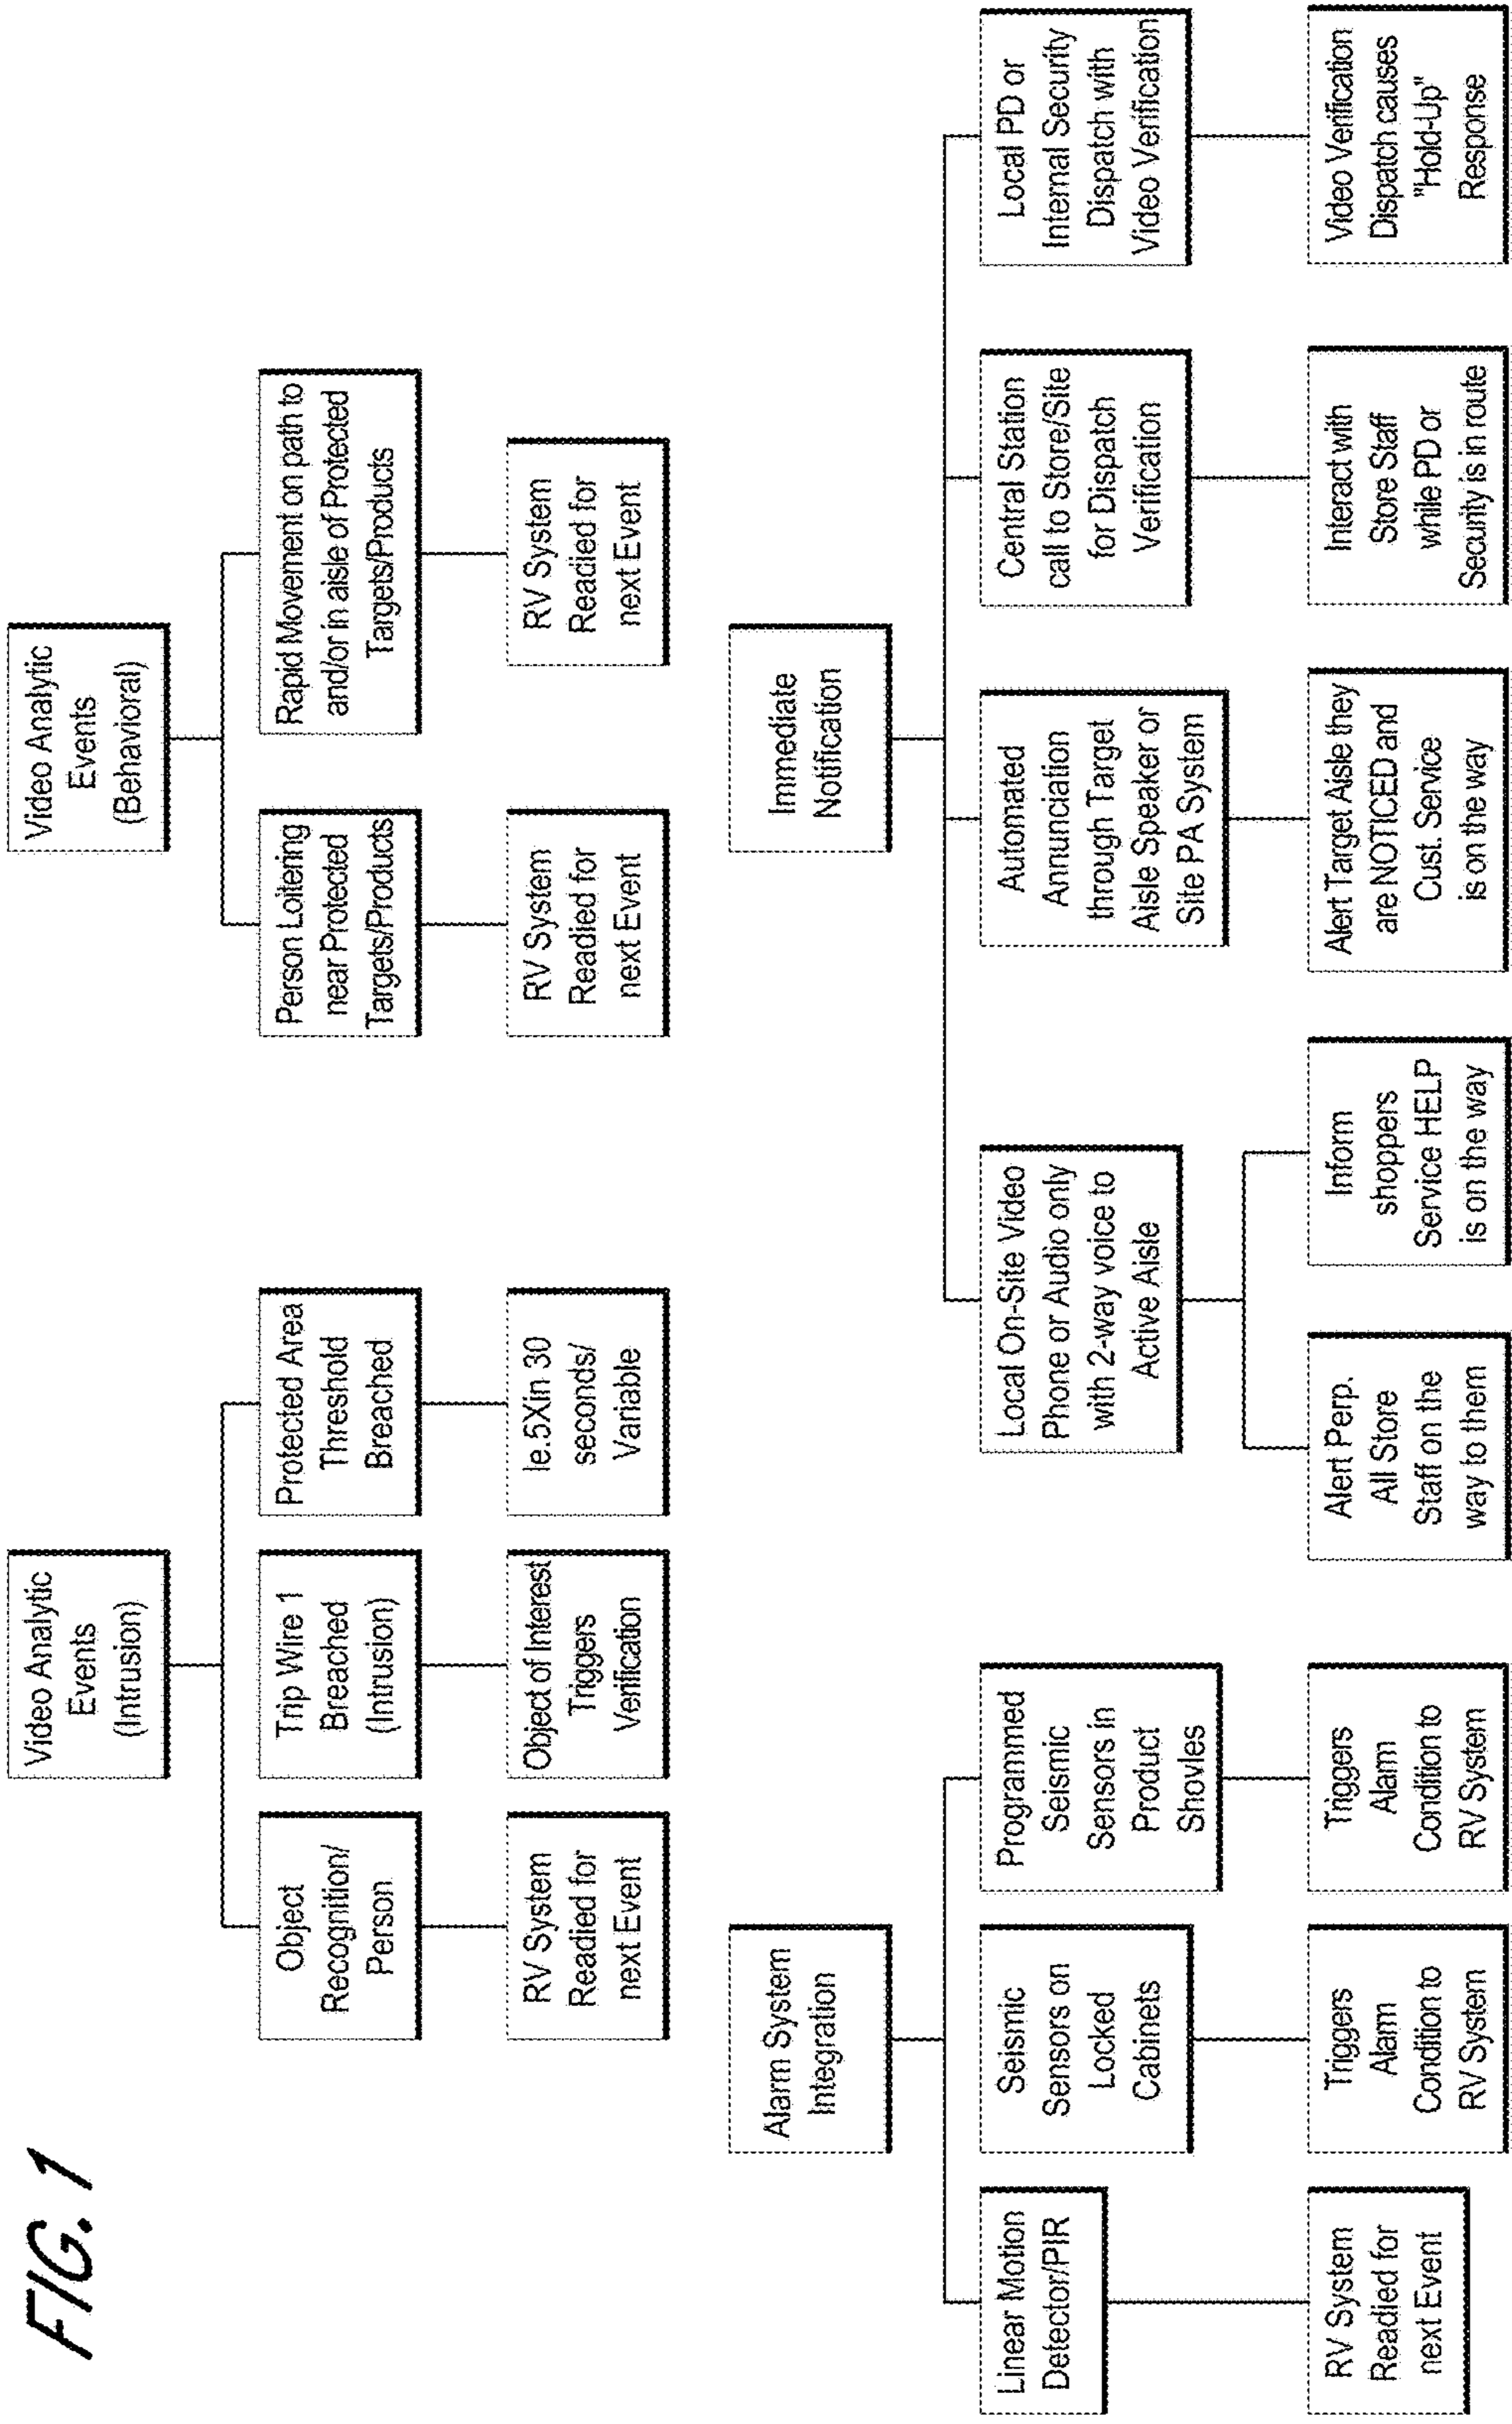 FIG. 1
Video Analytic
Events
(Intrusion)
Object
Recognition/
Person
RV System
Readied for
next Event
Trip Wire 1
Breached
(Intrusion)
Object of Interest
Triggers
Verification
Protected Area
Threshold
Breached
Ie.5Xin 30
seconds/
Variable
Video Analytic
Events
(Behavioral)
Person Loitering
near Protected
Targets/Products
RV System
Readied for
next Event
Rapid Movement on path to
and/or in aisle of Protected
Targets/Products
RV System
Readied for
next Event
Alarm System
Integration
Linear Motion
Detector/PIR
RV System
Readied for
next Event
Seismic
Sensors on
Locked
Cabinets
Triggers
Alarm
Condition to
RV System
Programmed
Seismic
Sensors in
Product
Shovles
Triggers
Alarm
Condition to
RV System
Immediate
Notification
Local On-Site Video
Phone or Audio only
with 2-way voice to
Active Aisle
Alert Perp.
All Store
Staff on the
way to them
Inform
shoppers
Service HELP
is on the way
Automated
Annunciation
through Target
Aisle Speaker or
Site PA System
Alert Target Aisle they
are NOTICED and
Cust. Service
is on the way
Central Station
call to Store/Site
for Dispatch
Verification
Interact with
Store Staff
while PD or
Security is in route
Local PD or
Internal Security
Dispatch with
Video Verification
Video Verification
Dispatch causes
"Hold-Up"
Response